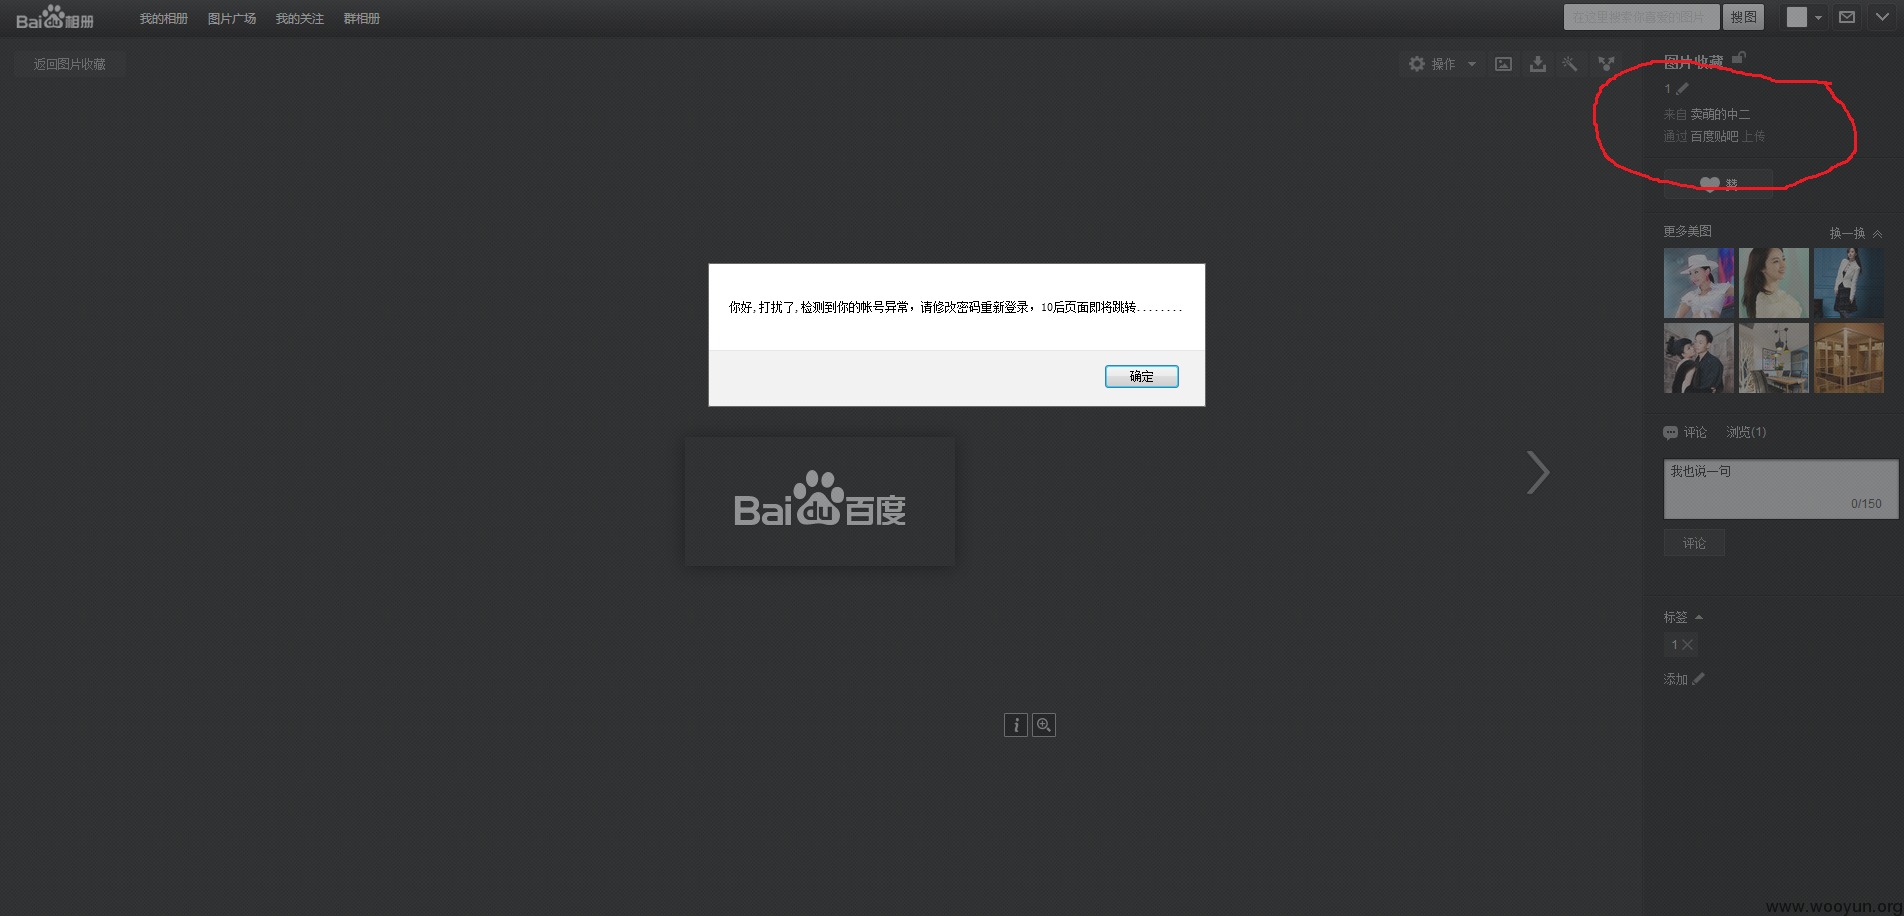 Bai du 相册 我的相册 图片广场 我的关注 群相册 在这里搜索你喜爱的图片 搜图
返回图片收藏 操作
图片收藏
1
来自 卖萌的中二
通过 百度贴吧 上传
赞
更多美图 换一换
你好,打扰了,检测到你的帐号异常，请修改密码重新登录，10后页面即将跳转........
确定
Bai du 百度
评论 浏览(1)
我也说一句
0/150
评论
标签
1
添加
www.wooyun.org